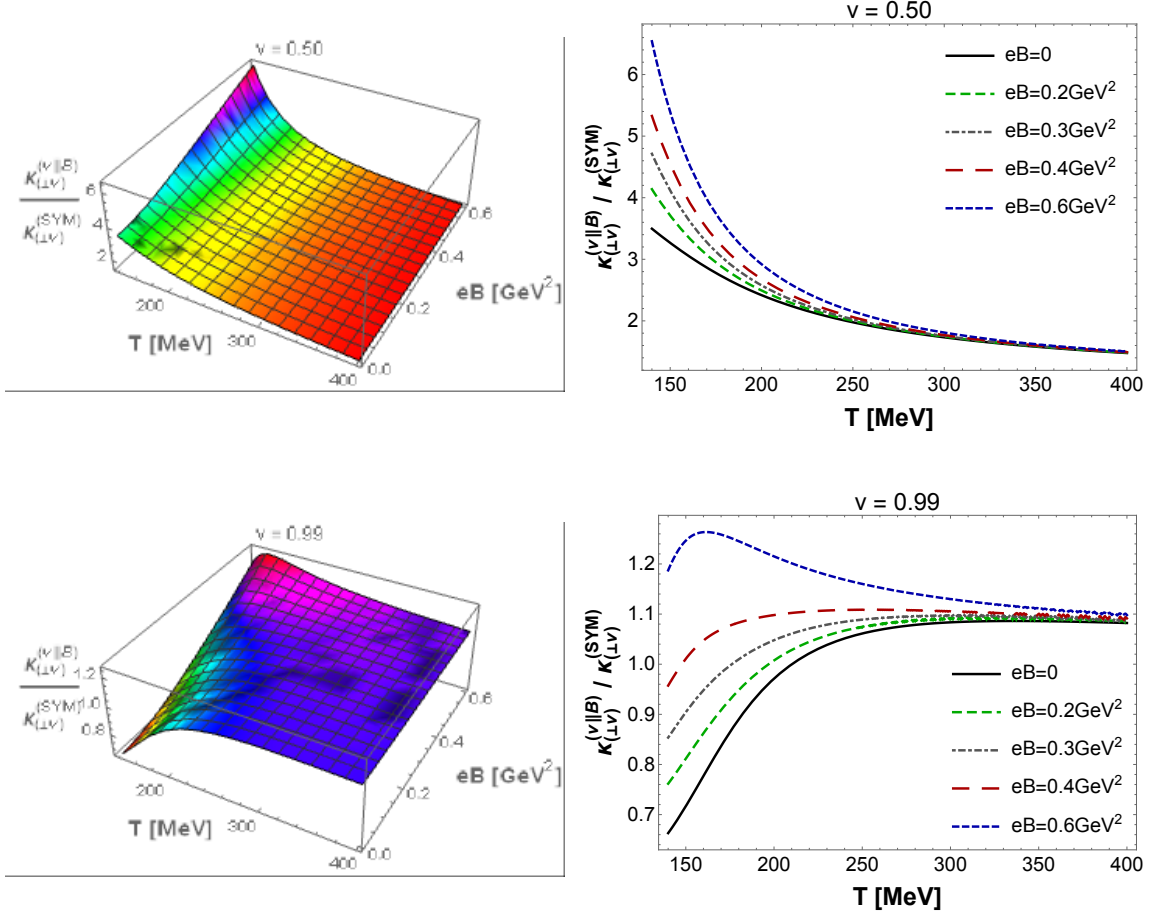 v = 0.50
κ(⊥v)^(v∥B)
κ(⊥v)^(SYM)
6
4
2
200
300
400
T [MeV]
0.0
0.2
0.4
0.6
eB [GeV²]
v = 0.50
κ(⊥v)^(v∥B) / κ(⊥v)^(SYM)
6
5
4
3
2
150 200 250 300 350 400
T [MeV]
eB=0
eB=0.2GeV²
eB=0.3GeV²
eB=0.4GeV²
eB=0.6GeV²
v = 0.99
κ(⊥v)^(v∥B)
κ(⊥v)^(SYM)
1.2
1.0
0.8
200
300
400
T [MeV]
0.0
0.2
0.4
0.6
eB [GeV²]
v = 0.99
κ(⊥v)^(v∥B) / κ(⊥v)^(SYM)
1.2
1.1
1.0
0.9
0.8
0.7
150 200 250 300 350 400
T [MeV]
eB=0
eB=0.2GeV²
eB=0.3GeV²
eB=0.4GeV²
eB=0.6GeV²